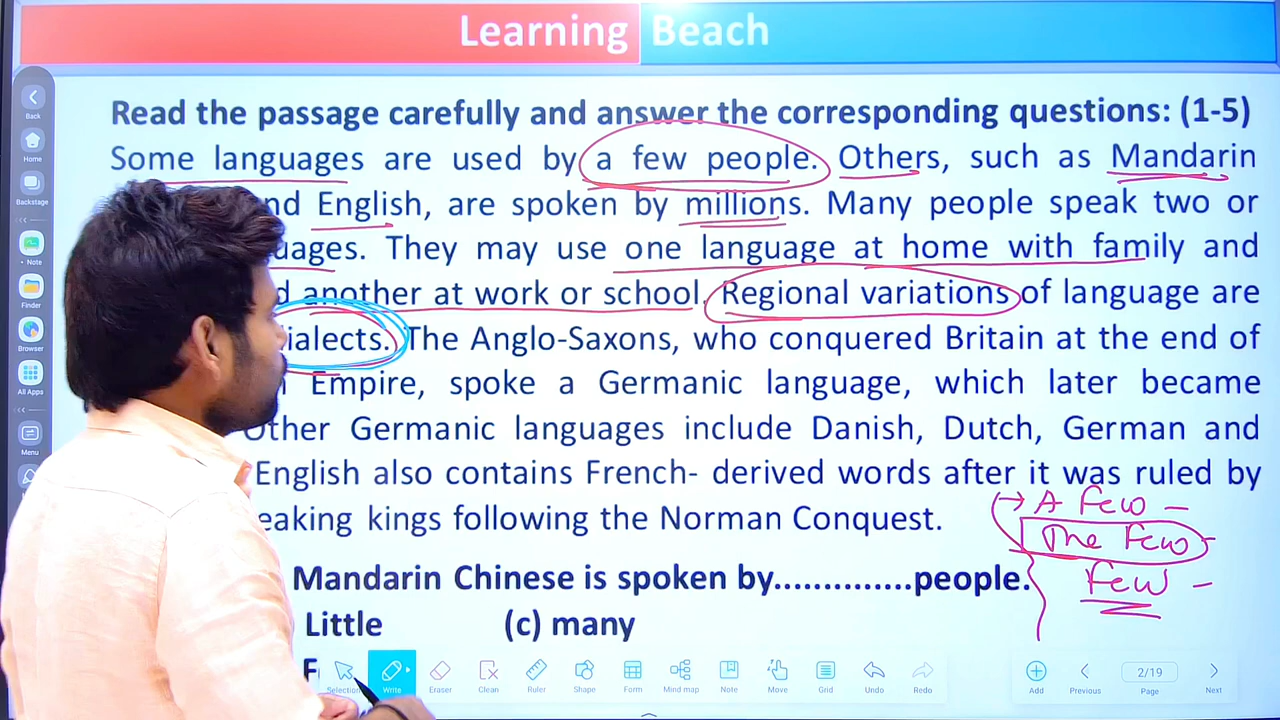 Learning Beach
Read the passage carefully and answer the corresponding questions: (1-5)
Some languages are used by a few people. Others, such as Mandarin
English, are spoken by millions. Many people speak two or
They may use one language at home with family and
another at work or school. Regional variations of language are
The Anglo-Saxons, who conquered Britain at the end of
Empire, spoke a Germanic language, which later became
Other Germanic languages include Danish, Dutch, German and
English also contains French- derived words after it was ruled by
kings following the Norman Conquest.
A Few -
The Few -
Few -
Mandarin Chinese is spoken by..............people.
Little (c) many
Back
Home
Backstage
Note
Finder
Browser
All Apps
Menu
Selection Write Eraser Clean Ruler Shape Form Mind map Note Move Grid Undo Redo
Add Previous 2/19 Page Next